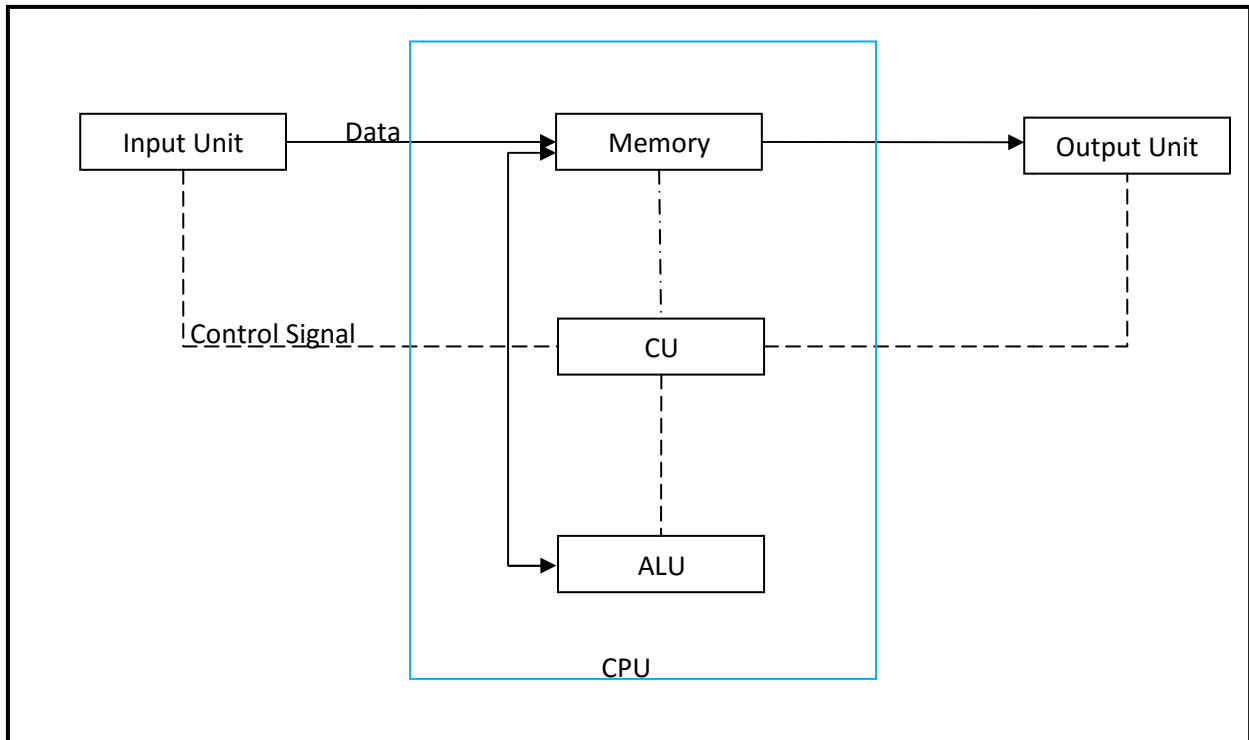 Input Unit
Data
Memory
Output Unit
Control Signal
CU
ALU
CPU